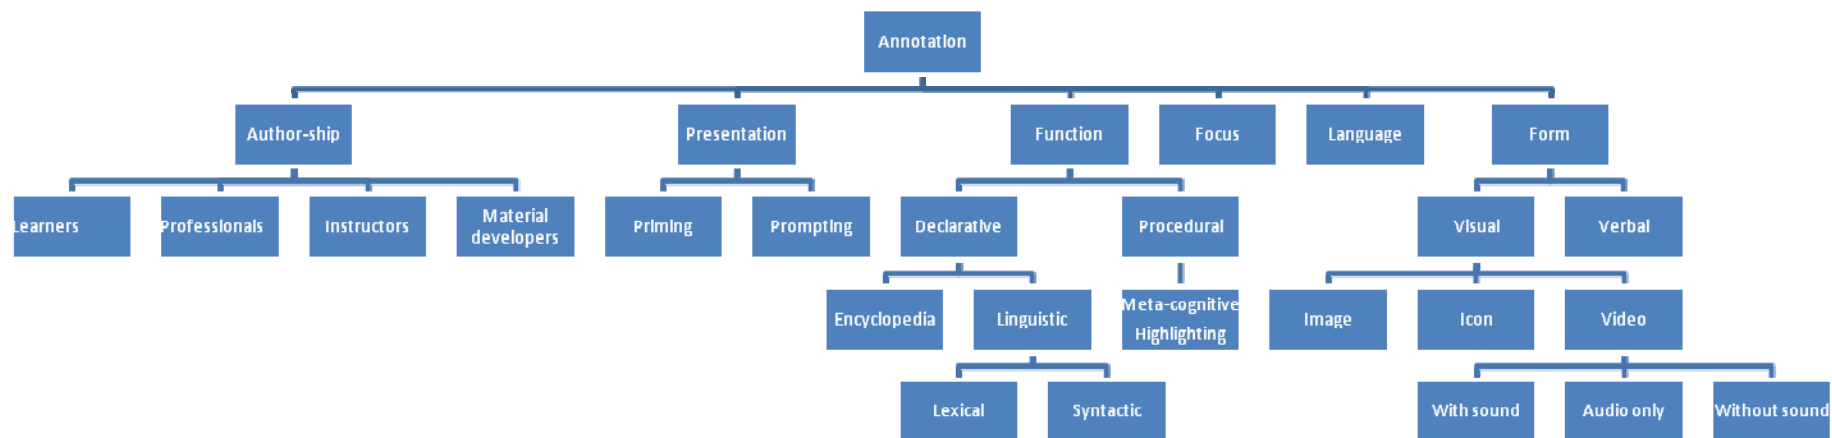 Annotation
Author-ship
Presentation
Function
Focus
Language
Form
Learners
Professionals
Instructors
Material
developers
Priming
Prompting
Declarative
Procedural
Visual
Verbal
Encyclopedia
Linguistic
Meta-cognitive
Highlighting
Image
Icon
Video
Lexical
Syntactic
With sound
Audio only
Without sound